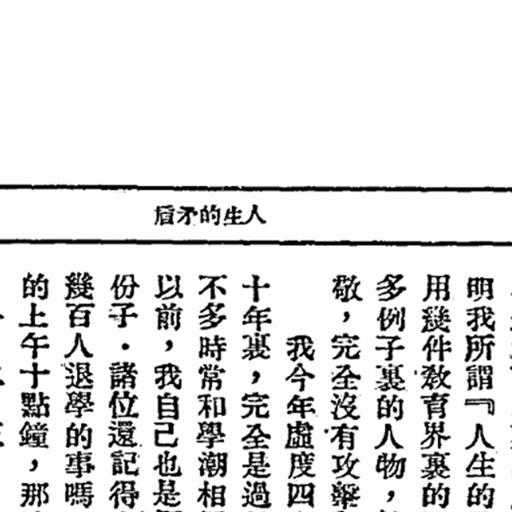 人生的矛盾
明我所謂『人生的
用幾件教育界裏的
多例子裏的人物，
敬，完全沒有攻擊
我今年虛度四
十年裏，完全是過
不多時常和學潮相
以前，我自己也是
份子．諸位還記得
幾百人退學的事嗎
的上午十點鐘，那